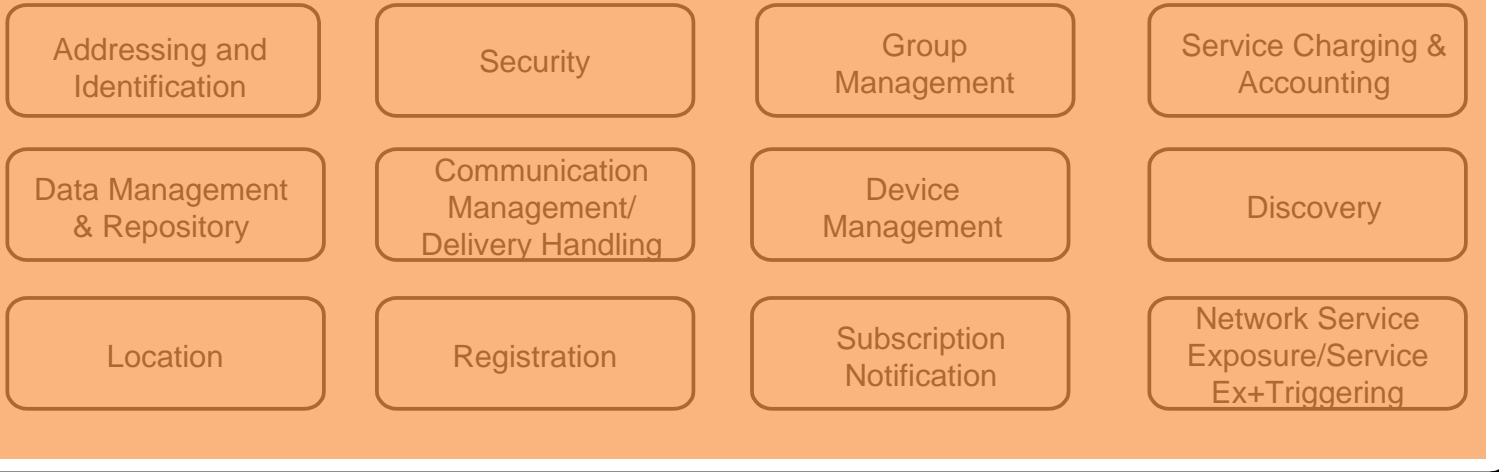 Addressing and
Identification
Security
Group
Management
Service Charging &
Accounting
Data Management
& Repository
Communication
Management/
Delivery Handling
Device
Management
Discovery
Location
Registration
Subscription
Notification
Network Service
Exposure/Service
Ex+Triggering